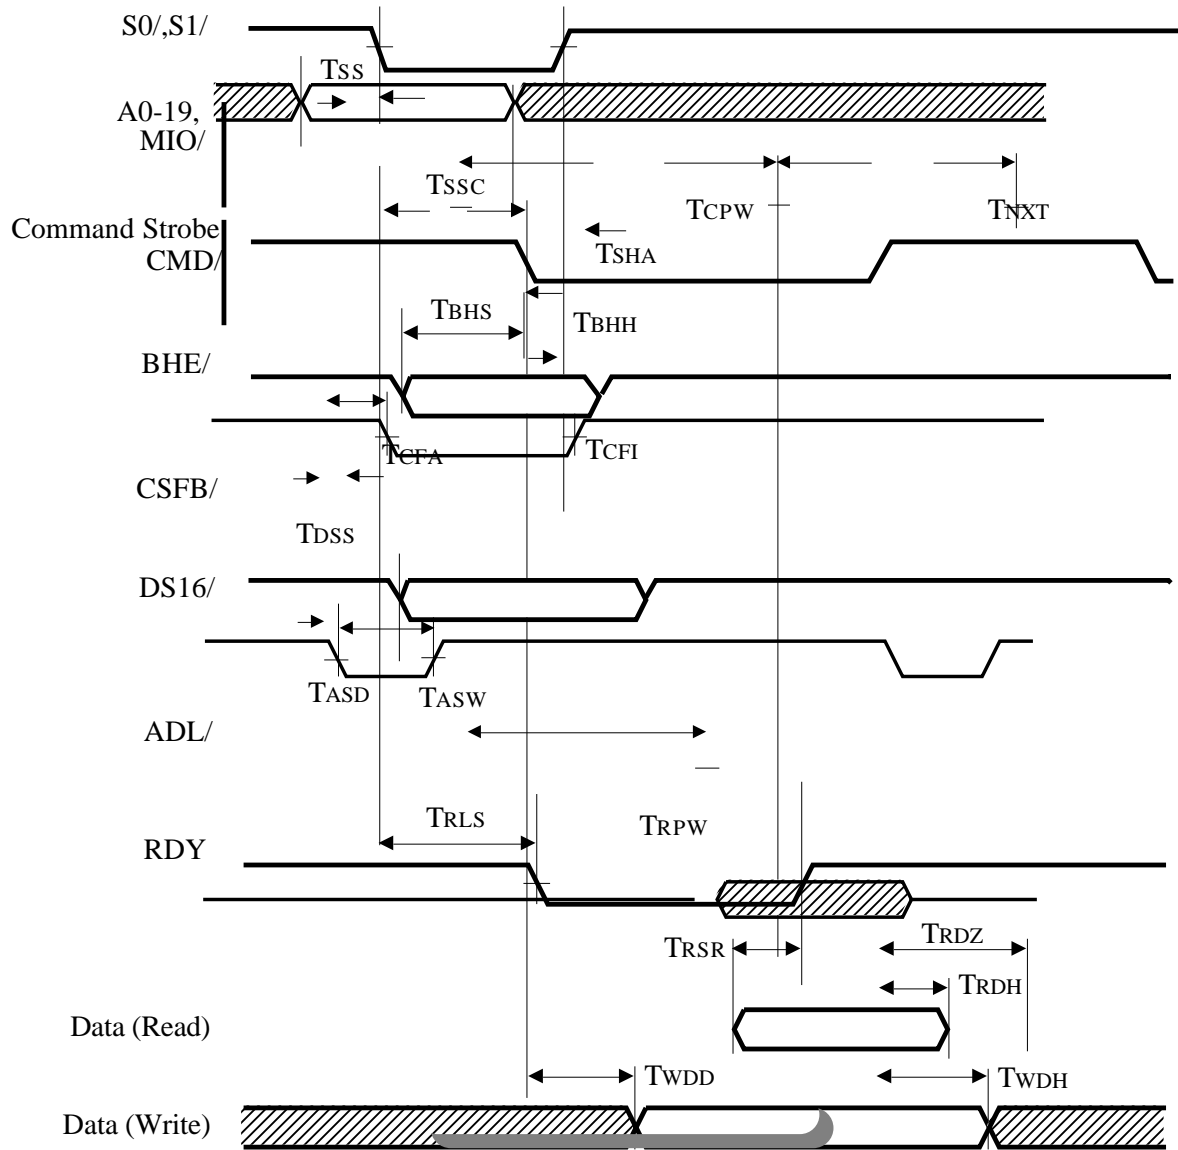 S0/,S1/
TSS
A0-19,
MIO/
TSSC
TCPW
TNXT
Command Strobe
CMD/
TSHA
TBHS
TBHH
BHE/
TCFA
TCFI
CSFB/
TDSS
DS16/
TASD
TASW
ADL/
TRLS
TRPW
RDY
TRSR
TRDZ
TRDH
Data (Read)
TWDD
TWDH
Data (Write)